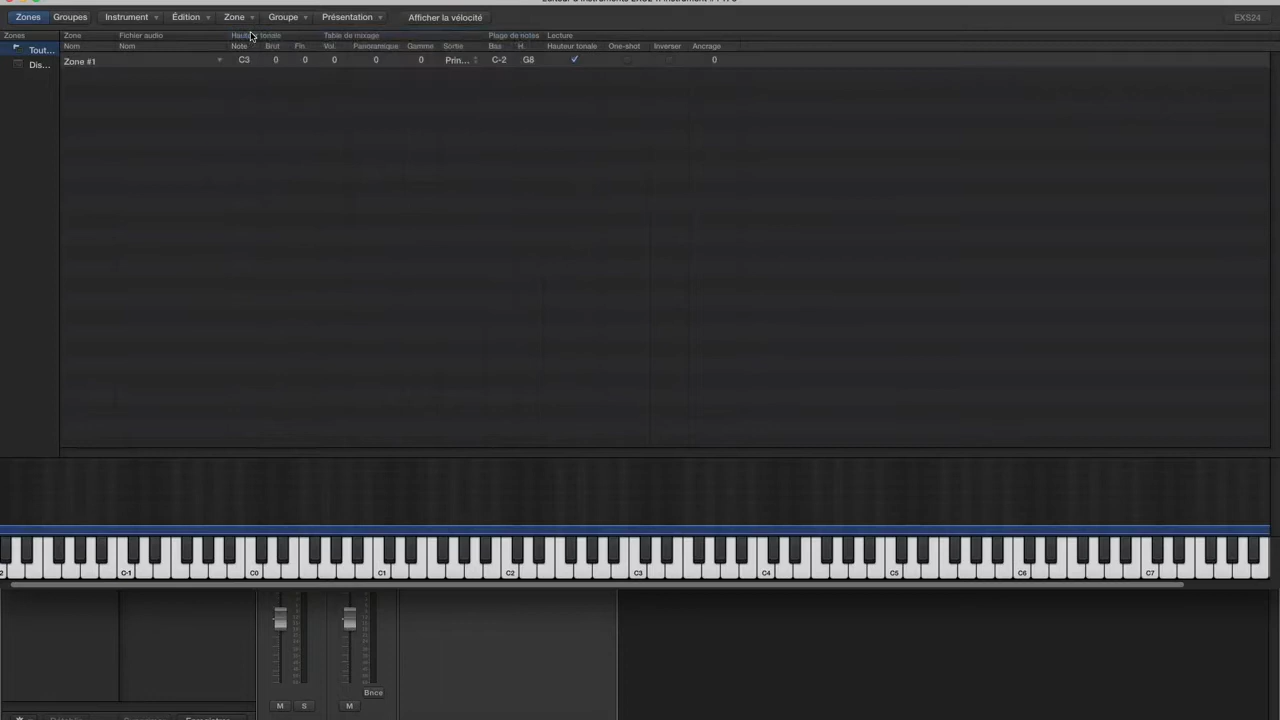 Zones Groupes Instrument Édition Zone Groupe Présentation Afficher la vélocité EXS24
Zones Zone Fichier audio Hauteur tonale Table de mixage Plage de notes Lecture
Nom Nom Note Brut Fin. Vol. Panoramique Gamme Sortie Bas H. Hauteur tonale One-shot Inverser Ancrage
Tout...
Zone #1 C3 0 0 0 0 0 Prin... C-2 G8 0
Dis...
C-1 C0 C1 C2 C3 C4 C5 C6 C7
Bnce
M S M